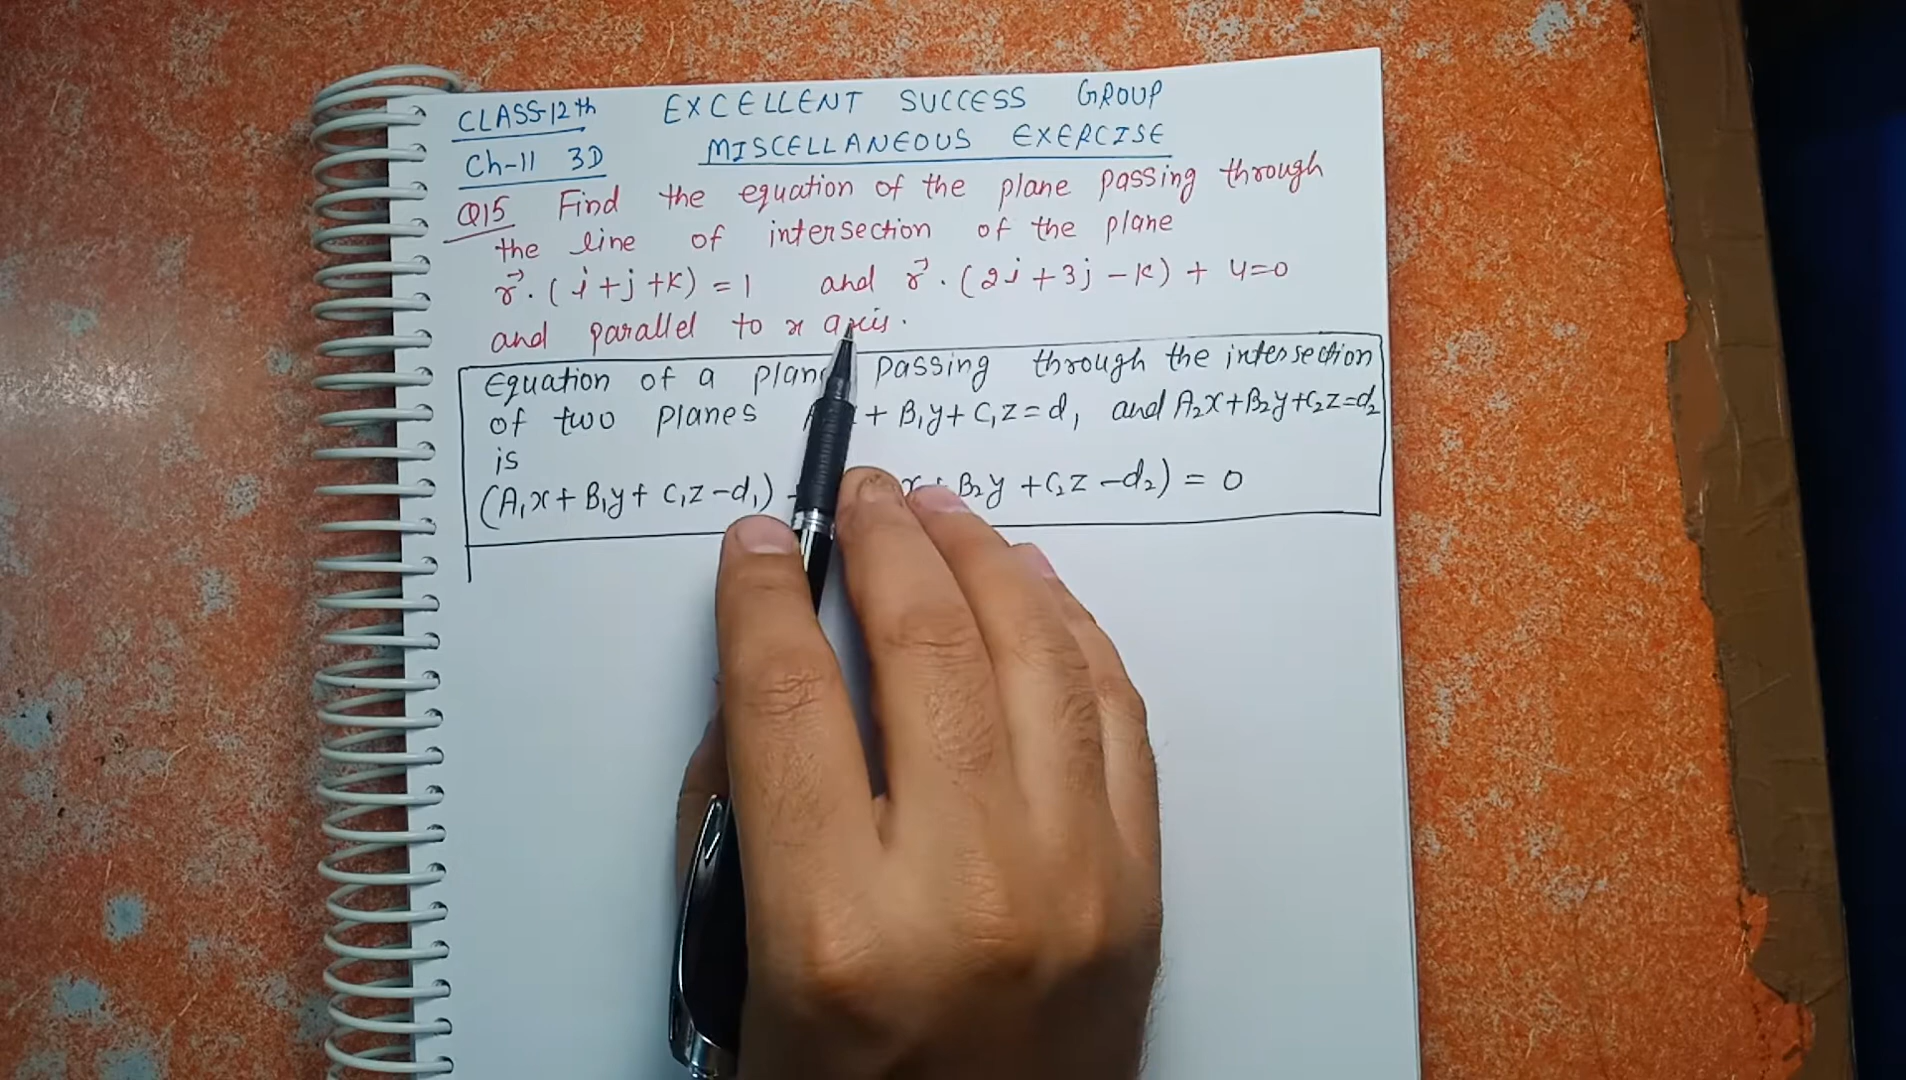 CLASS-12th EXCELLENT SUCCESS GROUP
Ch-11 3D MISCELLANEOUS EXERCISE
Q15 Find the equation of the plane passing through
the line of intersection of the plane
r⃗.(i+j+k) = 1 and r⃗.(2i+3j-k) + 4=0
and parallel to x axis.
Equation of a plane passing through the intersection
of two planes + B₁y + C₁z = d₁ and A₂x+B₂y+C₂z=d₂
is
(A₁x + B₁y + C₁z - d₁) B₂y + C₂z - d₂) = 0